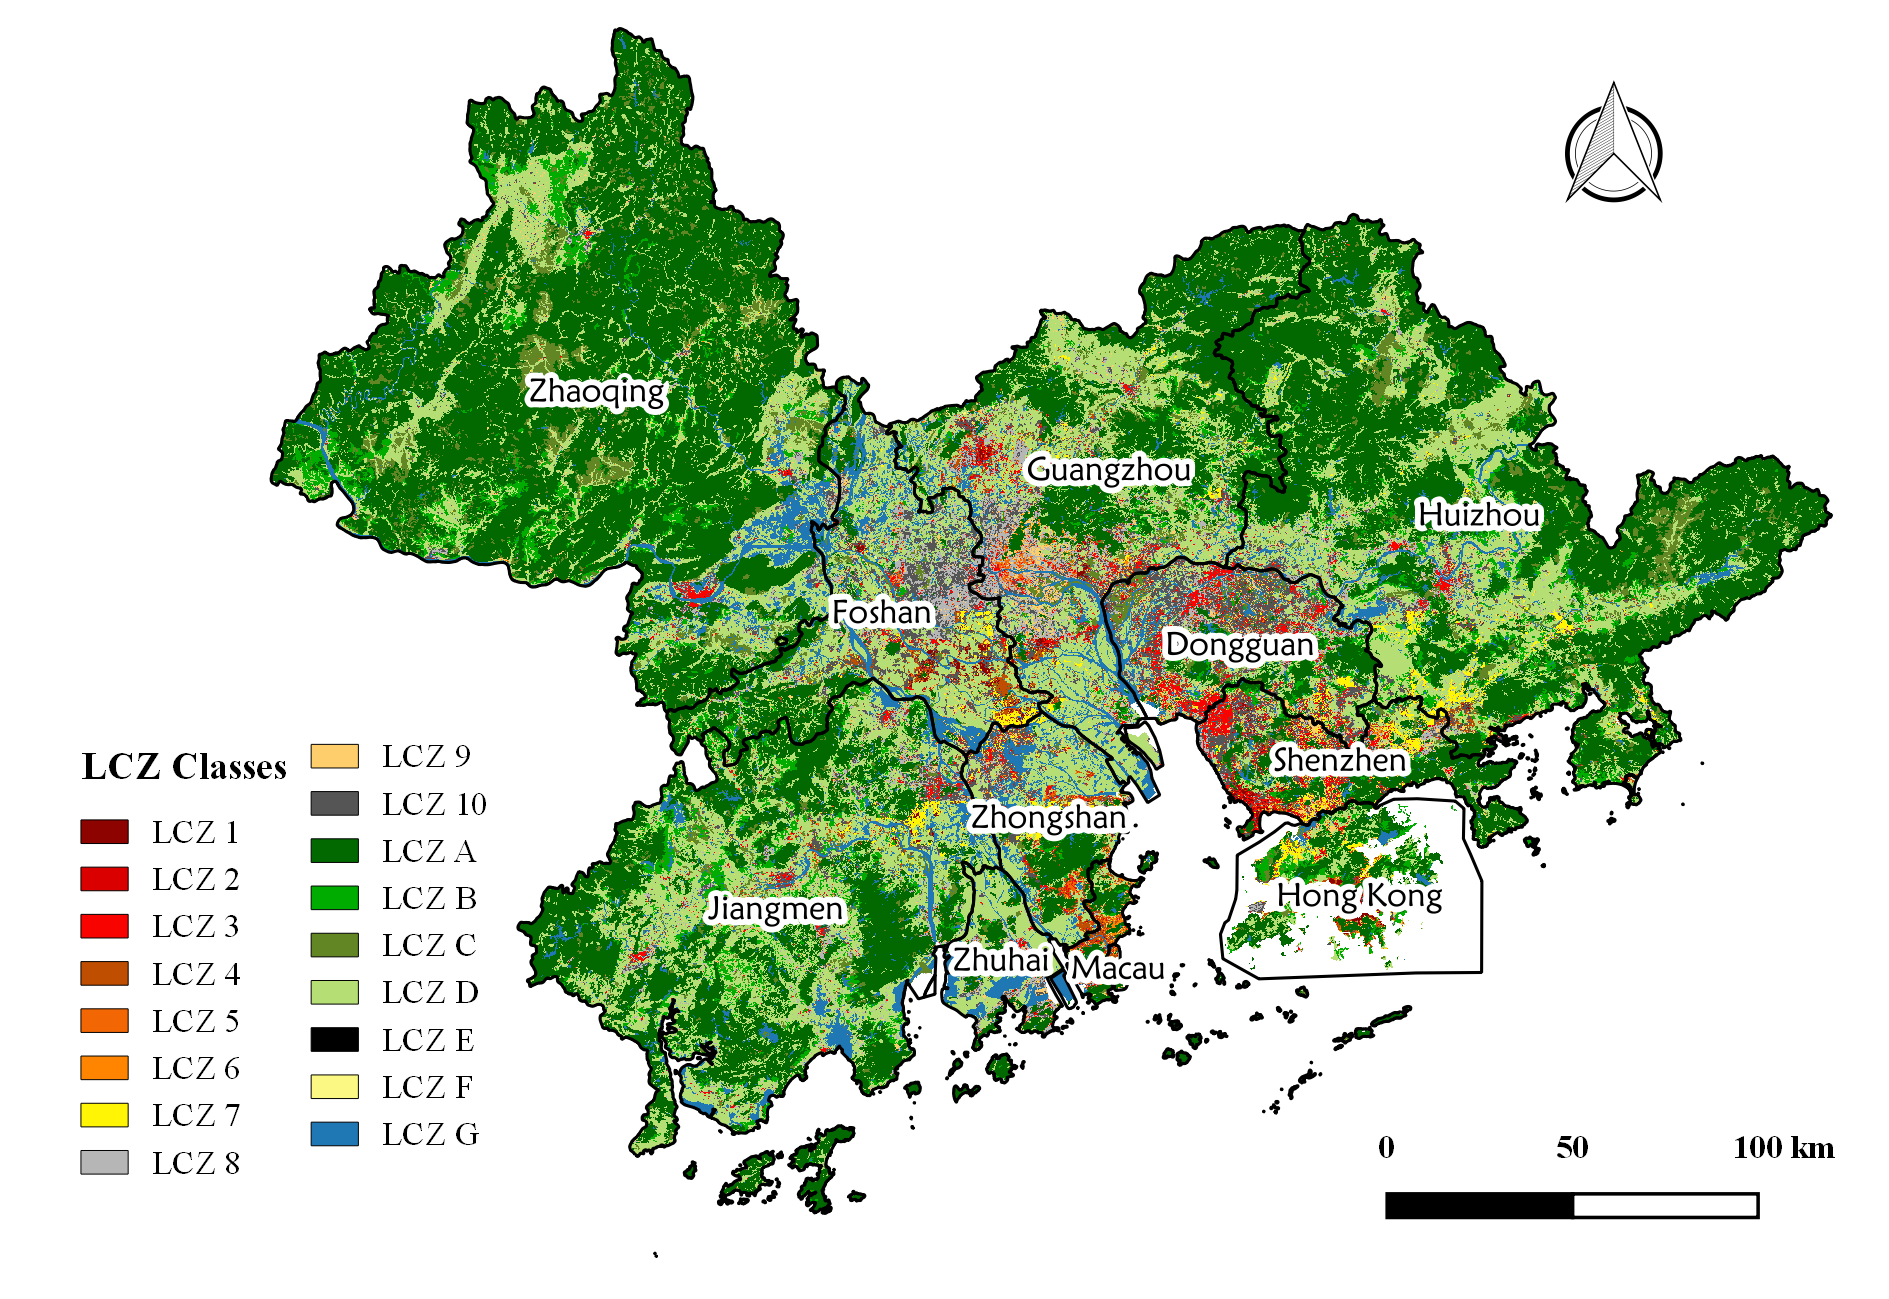 Zhaoqing
Guangzhou
Huizhou
Foshan
Dongguan
Shenzhen
Zhongshan
Hong Kong
Jiangmen
Zhuhai
Macau
LCZ Classes
LCZ 1
LCZ 2
LCZ 3
LCZ 4
LCZ 5
LCZ 6
LCZ 7
LCZ 8
LCZ 9
LCZ 10
LCZ A
LCZ B
LCZ C
LCZ D
LCZ E
LCZ F
LCZ G
0 50 100 km